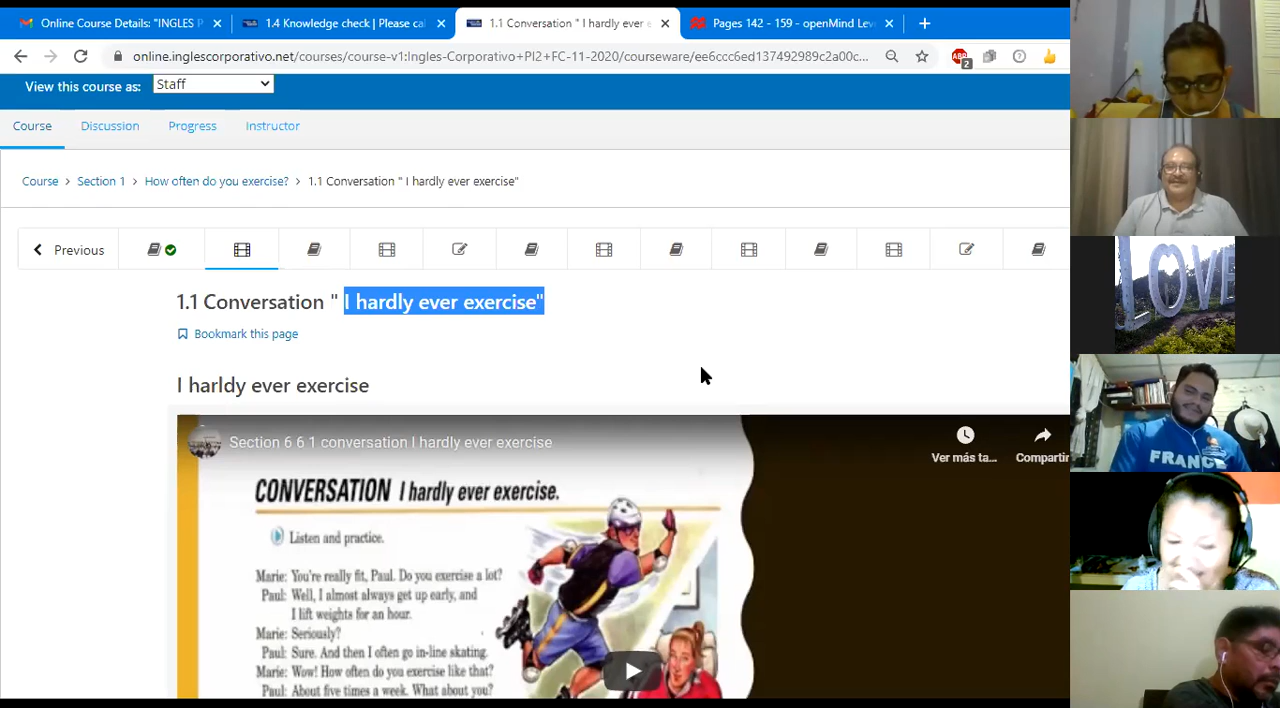 Online Course Details: "INGLES P
1.4 Knowledge check | Please ca
1.1 Conversation " I hardly ever e
Pages 142 - 159 - openMind Lev
online.inglescorporativo.net/courses/course-v1:Ingles-Corporativo+PI2+FC-11-2020/courseware/ee6ccc6ed137492989c2a00c...
ABP
2
View this course as:
Staff
Course
Discussion
Progress
Instructor
Course > Section 1 > How often do you exercise? > 1.1 Conversation " I hardly ever exercise"
Previous
1.1 Conversation " I hardly ever exercise"
Bookmark this page
I harldy ever exercise
Section 6 6 1 conversation I hardly ever exercise
Ver más ta...
Compartir
CONVERSATION I hardly ever exercise.
Listen and practice.
Marie: You're really fit, Paul. Do you exercise a lot?
Paul: Well, I almost always get up early, and
I lift weights for an hour.
Marie: Seriously?
Paul: Sure. And then I often go in-line skating.
Marie: Wow! How often do you exercise like that?
Paul: About five times a week. What about you?
LOVE
FRANCE